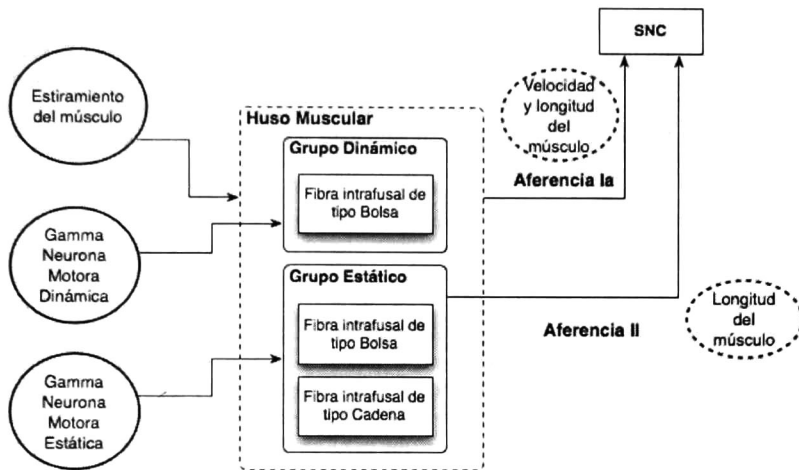 SNC
Estiramiento
del músculo
Velocidad
y longitud
del
músculo
Huso Muscular
Grupo Dinámico
Fibra intrafusal de
tipo Bolsa
Aferencia Ia
Gamma
Neurona
Motora
Dinámica
Grupo Estático
Fibra intrafusal de
tipo Bolsa
Fibra intrafusal de
tipo Cadena
Aferencia II
Longitud
del
músculo
Gamma
Neurona
Motora
Estática